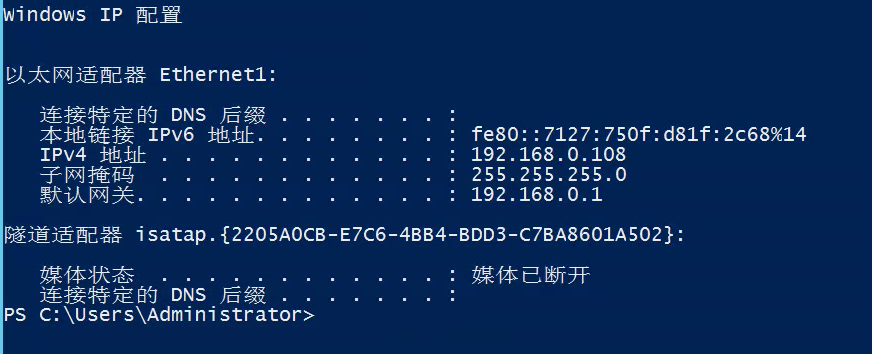 Windows IP 配置
以太网适配器 Ethernet1:
连接特定的 DNS 后缀 . . . . . . . :
本地链接 IPv6 地址. . . . . . . . : fe80::7127:750f:d81f:2c68%14
IPv4 地址 . . . . . . . . . . . . : 192.168.0.108
子网掩码 . . . . . . . . . . . . : 255.255.255.0
默认网关. . . . . . . . . . . . . : 192.168.0.1
隧道适配器 isatap.{2205A0CB-E7C6-4BB4-BDD3-C7BA8601A502}:
媒体状态 . . . . . . . . . . . . : 媒体已断开
连接特定的 DNS 后缀 . . . . . . . :
PS C:\Users\Administrator>